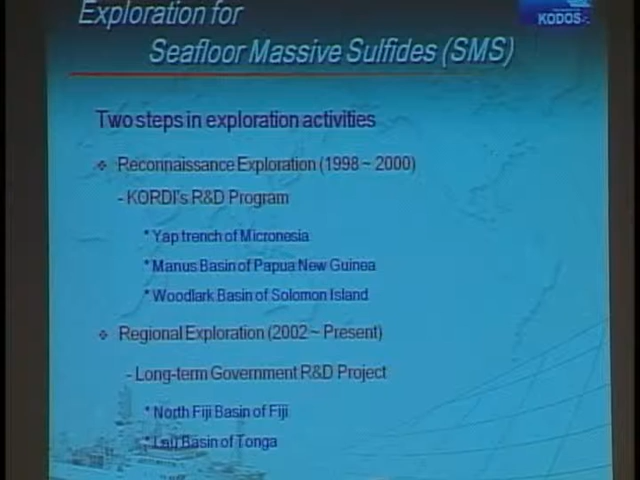 Exploration for
Seafloor Massive Sulfides (SMS)
KODOS
Two steps in exploration activities
❖ Reconnaissance Exploration (1998 ~ 2000)
- KORDI's R&D Program
* Yap trench of Micronesia
* Manus Basin of Papua New Guinea
* Woodlark Basin of Solomon Island
❖ Regional Exploration (2002 ~ Present)
- Long-term Government R&D Project
* North Fiji Basin of Fiji
* Lau Basin of Tonga